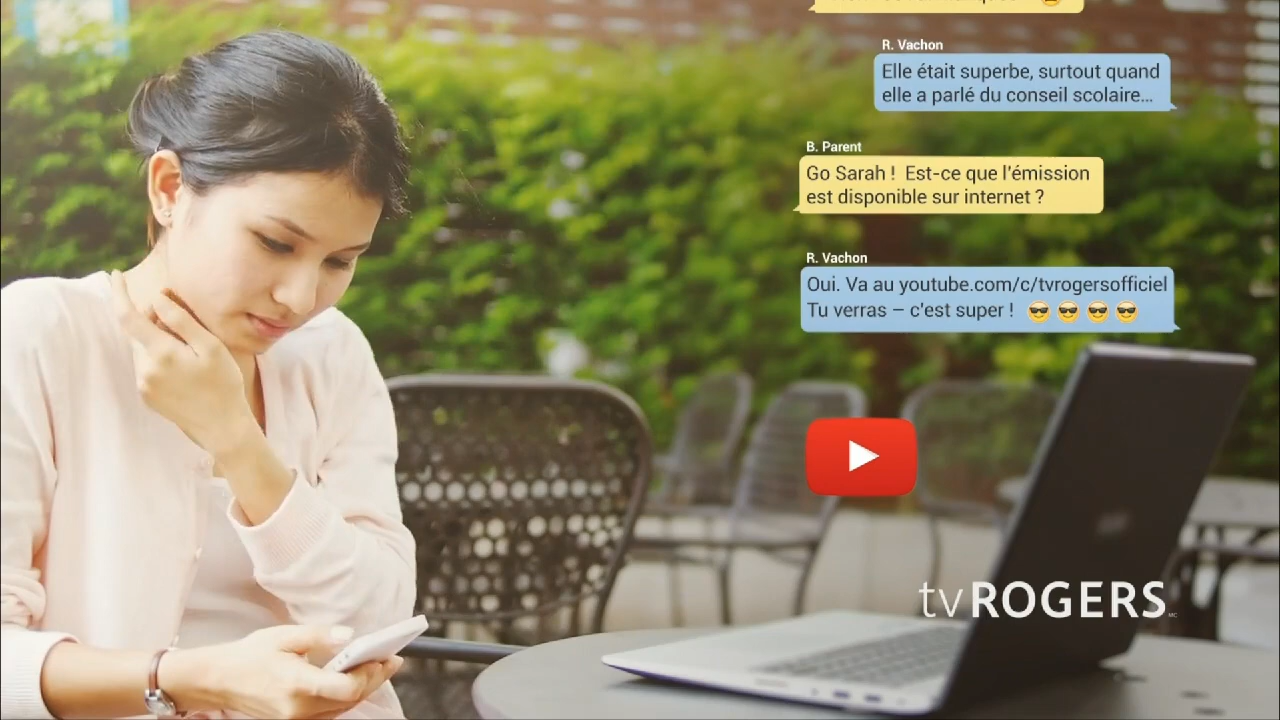 R. Vachon
Elle était superbe, surtout quand
elle a parlé du conseil scolaire...
B. Parent
Go Sarah ! Est-ce que l'émission
est disponible sur internet ?
R. Vachon
Oui. Va au youtube.com/c/tvrogersofficiel
Tu verras – c'est super ! 😎 😎 😎 😎
tvROGERS